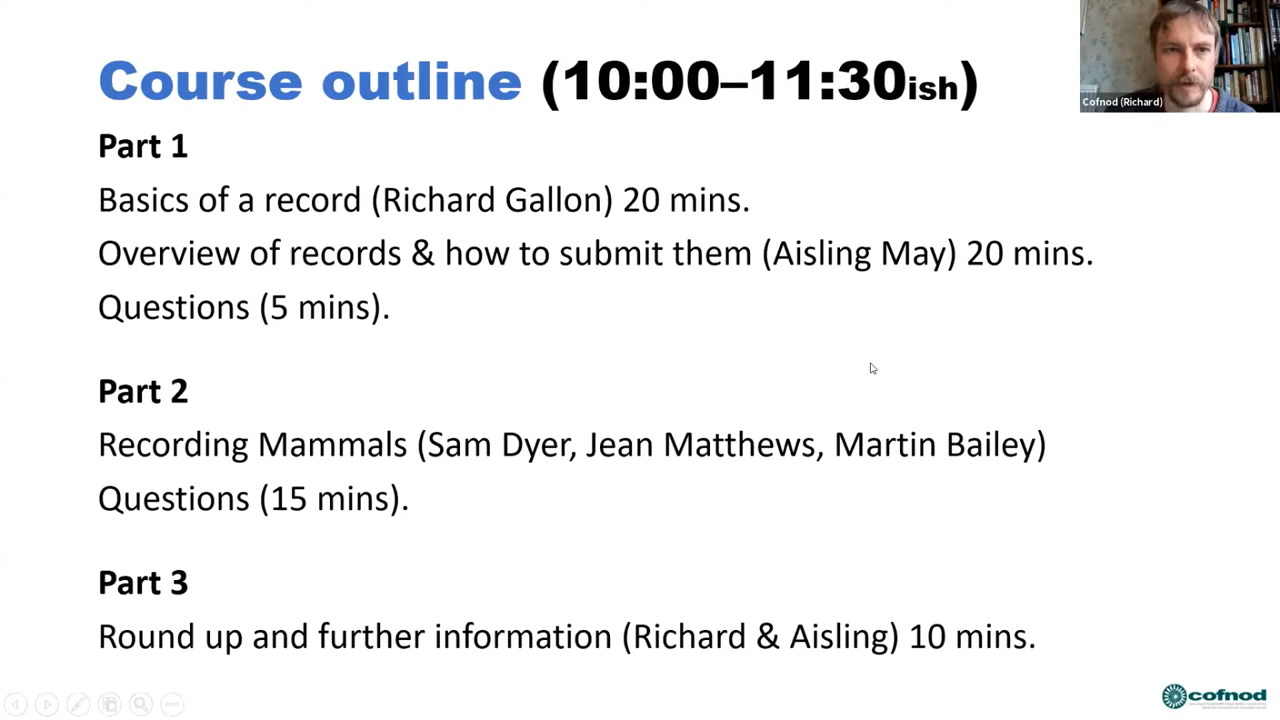 Course outline (10:00–11:30ish)
Cofnod (Richard)
Part 1
Basics of a record (Richard Gallon) 20 mins.
Overview of records & how to submit them (Aisling May) 20 mins.
Questions (5 mins).
Part 2
Recording Mammals (Sam Dyer, Jean Matthews, Martin Bailey)
Questions (15 mins).
Part 3
Round up and further information (Richard & Aisling) 10 mins.
cofnod